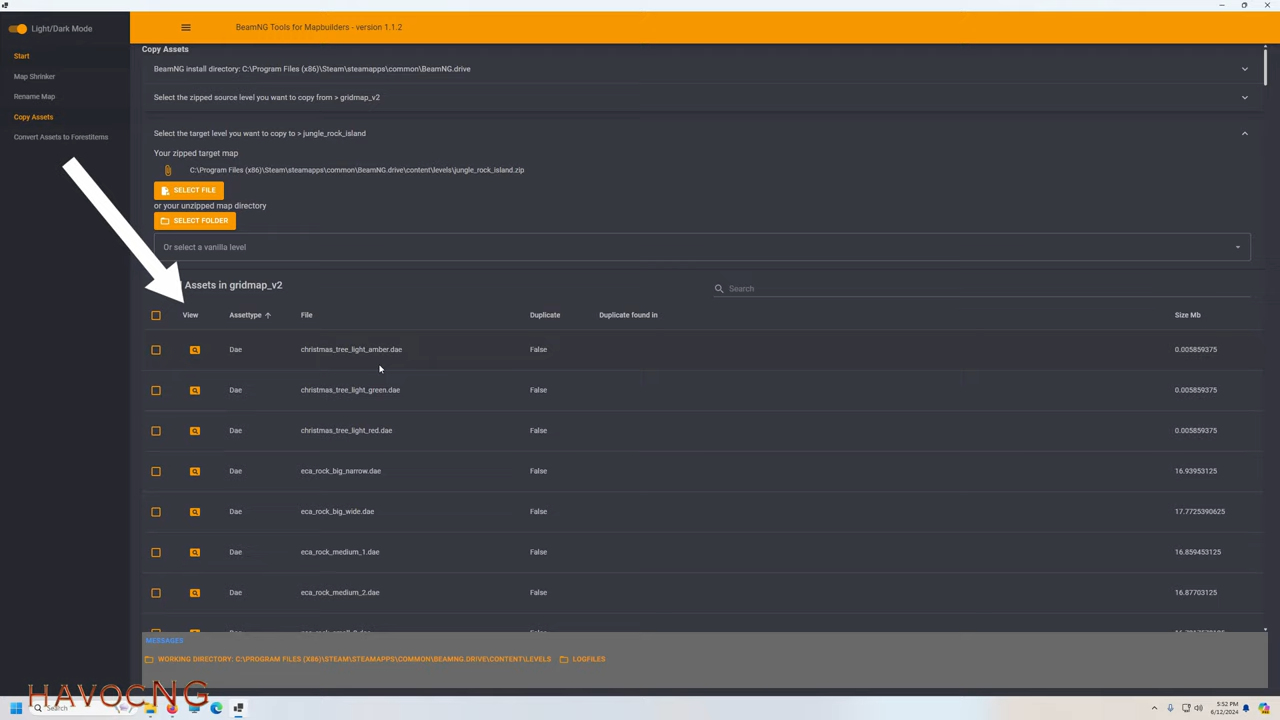 Light/Dark Mode
BeamNG Tools for Mapbuilders - version 1.1.2
Start
Map Shrinker
Rename Map
Copy Assets
Convert Assets to Forestitems
Copy Assets
BeamNG install directory: C:\Program Files (x86)\Steam\steamapps\common\BeamNG.drive
Select the zipped source level you want to copy from > gridmap_v2
Select the target level you want to copy to > jungle_rock_island
Your zipped target map
C:\Program Files (x86)\Steam\steamapps\common\BeamNG.drive\content\levels\jungle_rock_island.zip
SELECT FILE
or your unzipped map directory
SELECT FOLDER
Or select a vanilla level
Assets in gridmap_v2
Search
View Assettype File Duplicate Duplicate found in Size Mb
Dae christmas_tree_light_amber.dae False 0.005859375
Dae christmas_tree_light_green.dae False 0.005859375
Dae christmas_tree_light_red.dae False 0.005859375
Dae eca_rock_big_narrow.dae False 16.93953125
Dae eca_rock_big_wide.dae False 17.7725390625
Dae eca_rock_medium_1.dae False 16.859453125
Dae eca_rock_medium_2.dae False 16.87703125
MESSAGES
WORKING DIRECTORY: C:\PROGRAM FILES (X86)\STEAM\STEAMAPPS\COMMON\BEAMNG.DRIVE\CONTENT\LEVELS LOGFILES
HAVOCNG
Search
5:52 PM
6/12/2024